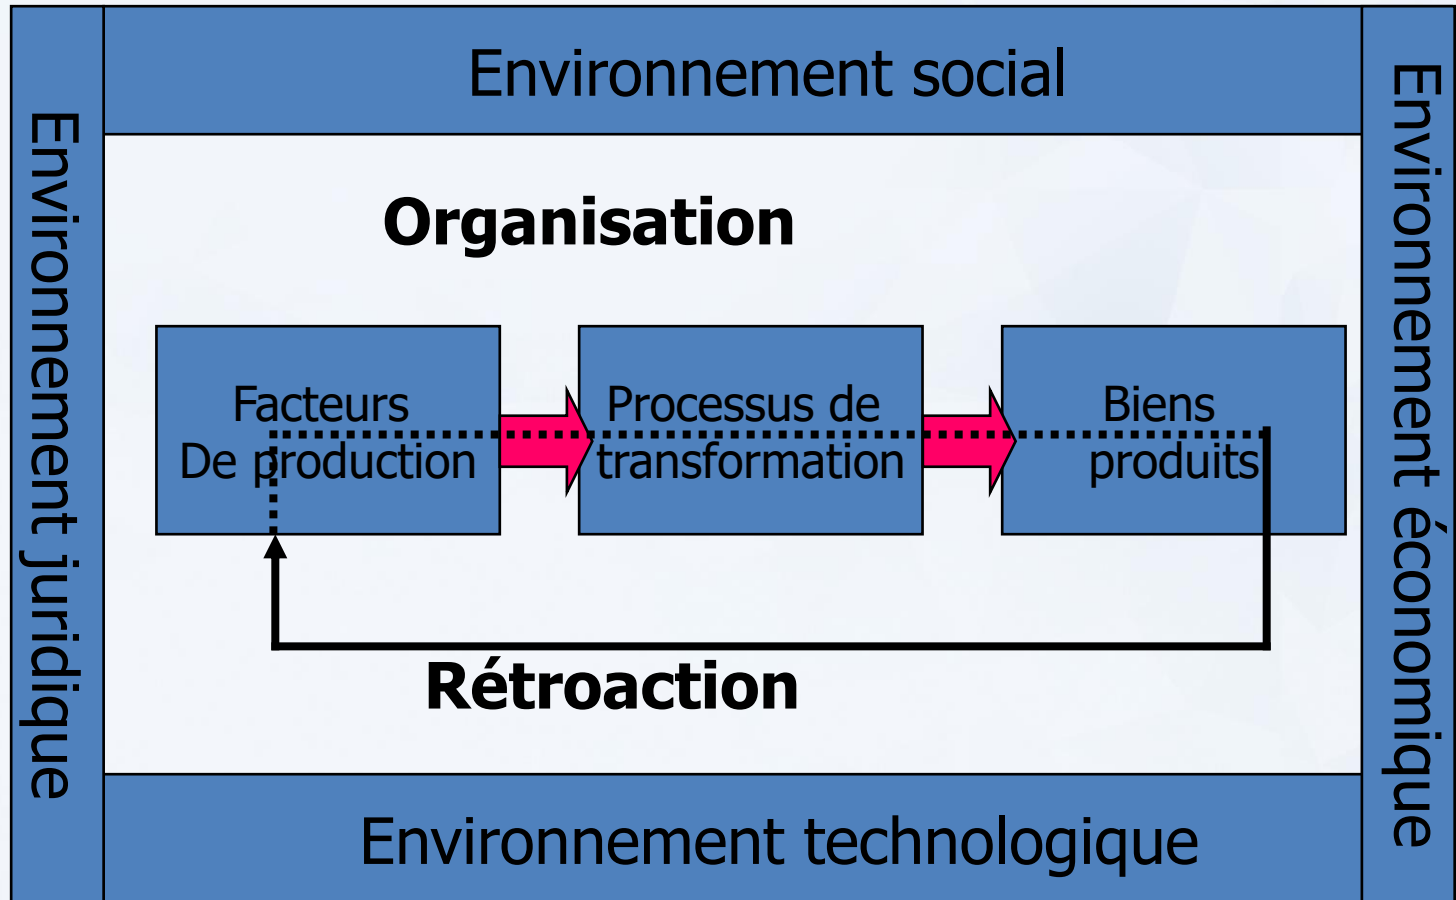 Environnement social
Environnement juridique
Environnement économique
Organisation
Facteurs
De production
Processus de
transformation
Biens
produits
Rétroaction
Environnement technologique